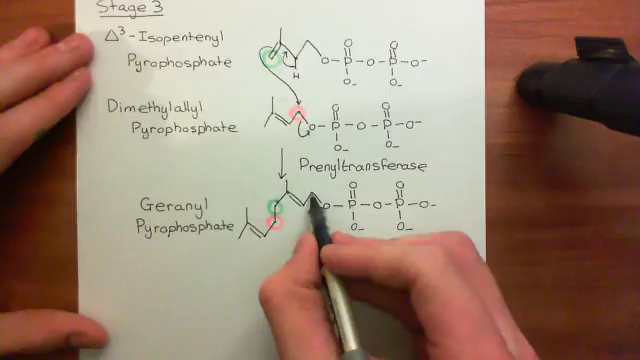 Stage 3
Δ³-Isopentenyl
Pyrophosphate
H
O
O
O-P-O-P-O-
O-
O-
Dimethylallyl
Pyrophosphate
O
O
O-P-O-P-O-
O-
O-
Prenyltransferase
Geranyl
Pyrophosphate
O
O
O-P-O-P-O-
O-
O-